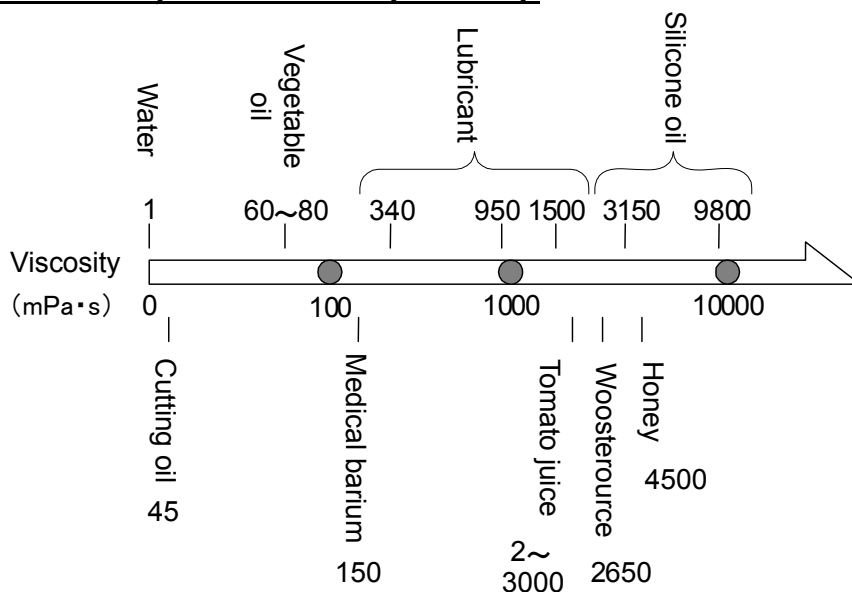 Water
Vegetable
oil
Lubricant
Silicone oil
1
60～80
340
950
1500
3150
9800
Viscosity
（mPa・s）
0
100
1000
10000
Cutting oil
45
Medical barium
150
Tomato juice
2～
3000
Woosterource
2650
Honey
4500